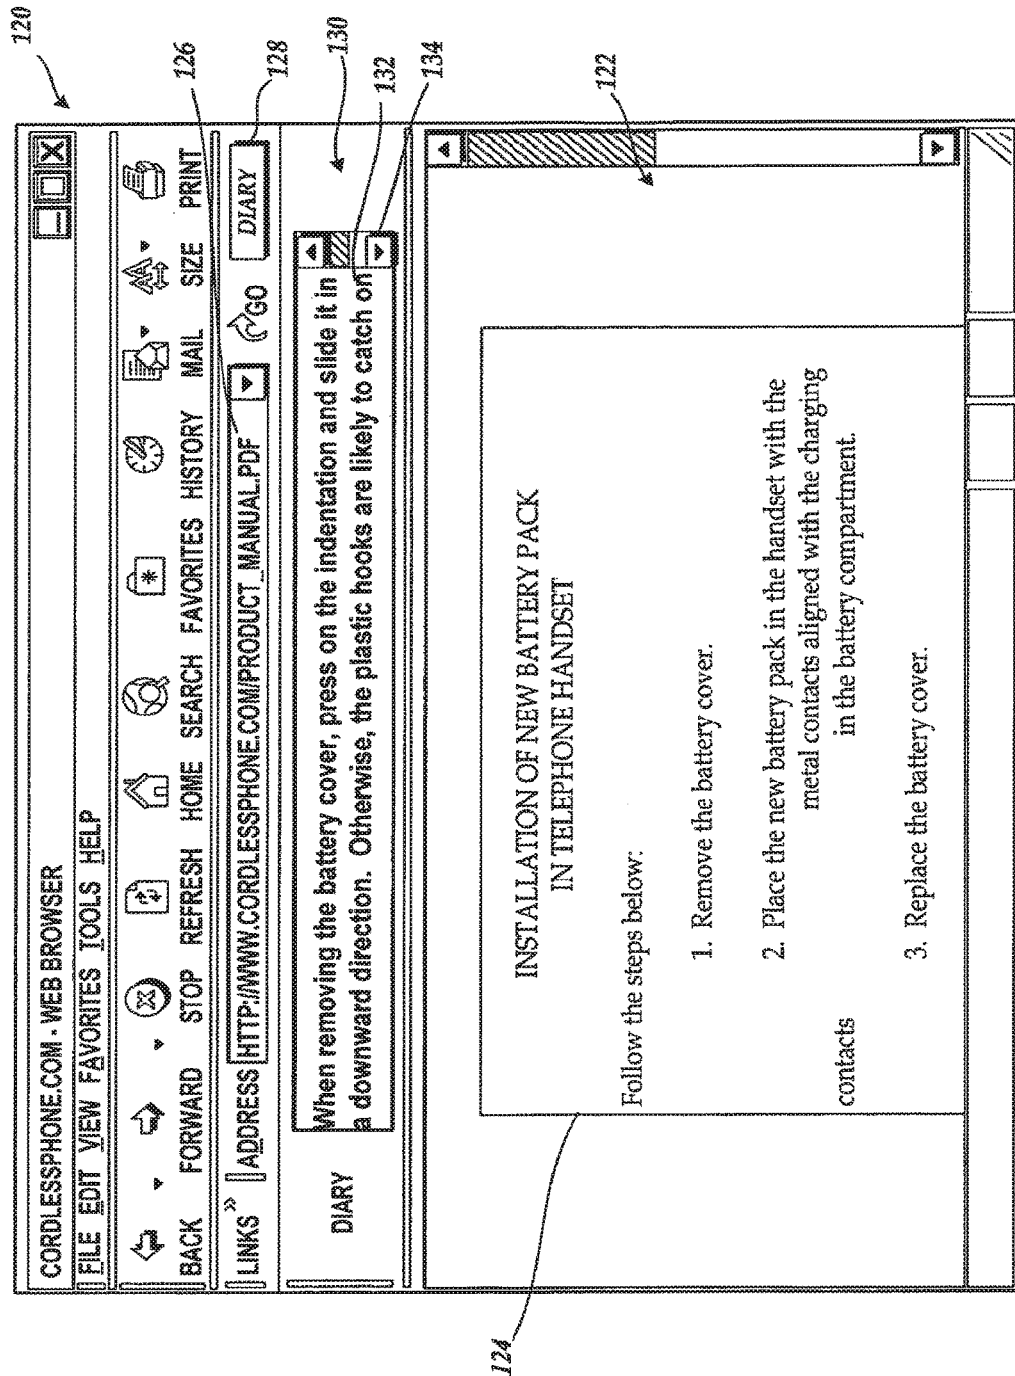 120
CORDLESSPHONE.COM - WEB BROWSER
FILE EDIT VIEW FAVORITES TOOLS HELP
BACK FORWARD STOP REFRESH HOME SEARCH FAVORITES HISTORY MAIL SIZE PRINT
126
LINKS » ADDRESS HTTP://WWW.CORDLESSPHONE.COM/PRODUCT_MANUAL.PDF GO DIARY
128
130
DIARY
When removing the battery cover, press on the indentation and slide it in
a downward direction. Otherwise, the plastic hooks are likely to catch on
132
134
122
INSTALLATION OF NEW BATTERY PACK
IN TELEPHONE HANDSET
Follow the steps below:
1. Remove the battery cover.
2. Place the new battery pack in the handset with the
metal contacts aligned with the charging
contacts in the battery compartment.
3. Replace the battery cover.
124